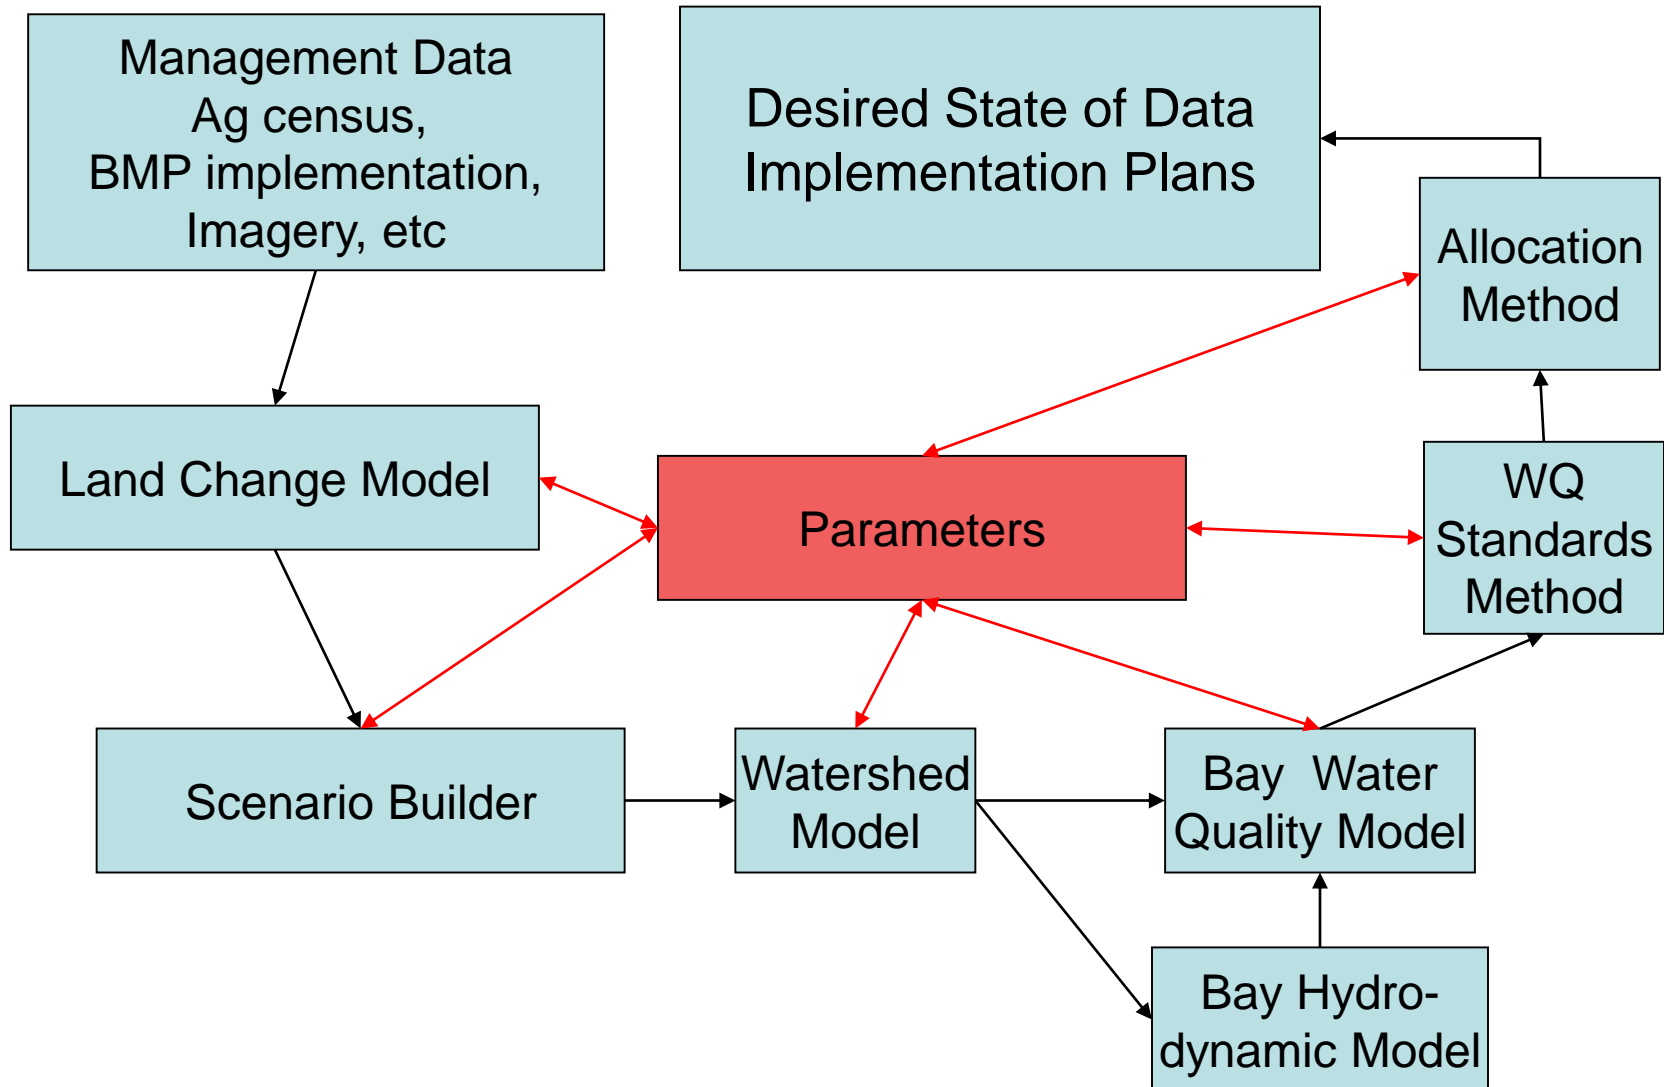 Management Data
Ag census,
BMP implementation,
Imagery, etc
Desired State of Data
Implementation Plans
Allocation
Method
Land Change Model
Parameters
WQ
Standards
Method
Scenario Builder
Watershed
Model
Bay Water
Quality Model
Bay Hydro-
dynamic Model